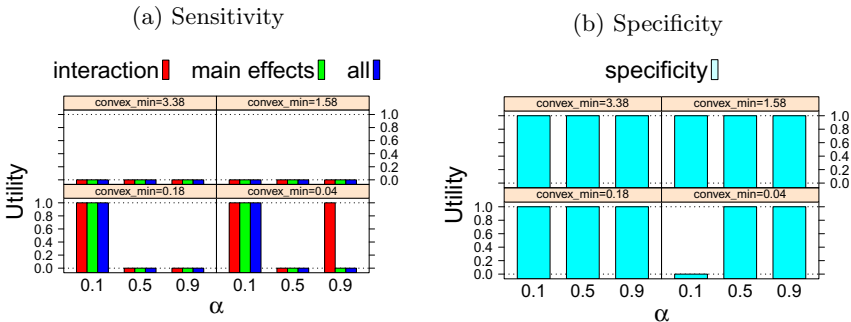 (a) Sensitivity
interaction main effects all
convex_min=3.38 convex_min=1.58
1.0
0.8
0.6
0.4
0.2
0.0
convex_min=0.18 convex_min=0.04
1.0
0.8
0.6
0.4
0.2
0.0
Utility
0.1 0.5 0.9 0.1 0.5 0.9
α
(b) Specificity
specificity
convex_min=3.38 convex_min=1.58
1.0
0.8
0.6
0.4
0.2
0.0
convex_min=0.18 convex_min=0.04
1.0
0.8
0.6
0.4
0.2
0.0
Utility
0.1 0.5 0.9 0.1 0.5 0.9
α